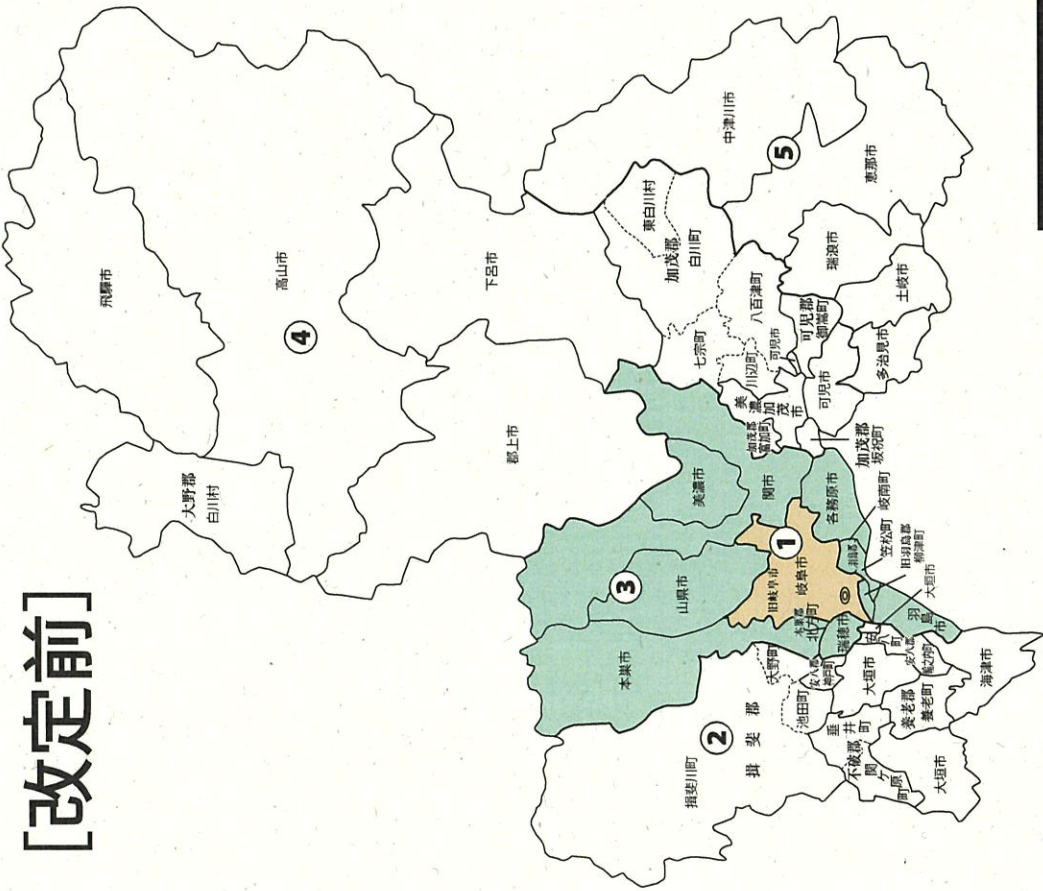 [改定前]
飛騨市
大野郡
白川村
高山市
④
下呂市
郡上市
中津川市
⑤
恵那市
東白川村
加茂郡
白川町
七宗町
八百津町
川辺町
可児市
美濃加茂市
加茂郡
富加町
可児郡
御嵩町
瑞浪市
土岐市
多治見市
可児市
加茂郡
坂祝町
美濃市
関市
各務原市
岐南町
笠松町
旧羽島郡
柳津町
大垣市
①
旧岐阜市
岐阜市
③
山県市
本巣市
本巣郡
北方町
瑞穂市
羽島市
大野町
安八郡
神戸町
池田町
揖斐郡
②
揖斐川町
大垣市
安八町
安八郡
輪之内町
垂井町
不破郡
関ケ原町
養老郡
養老町
大垣市
海津市